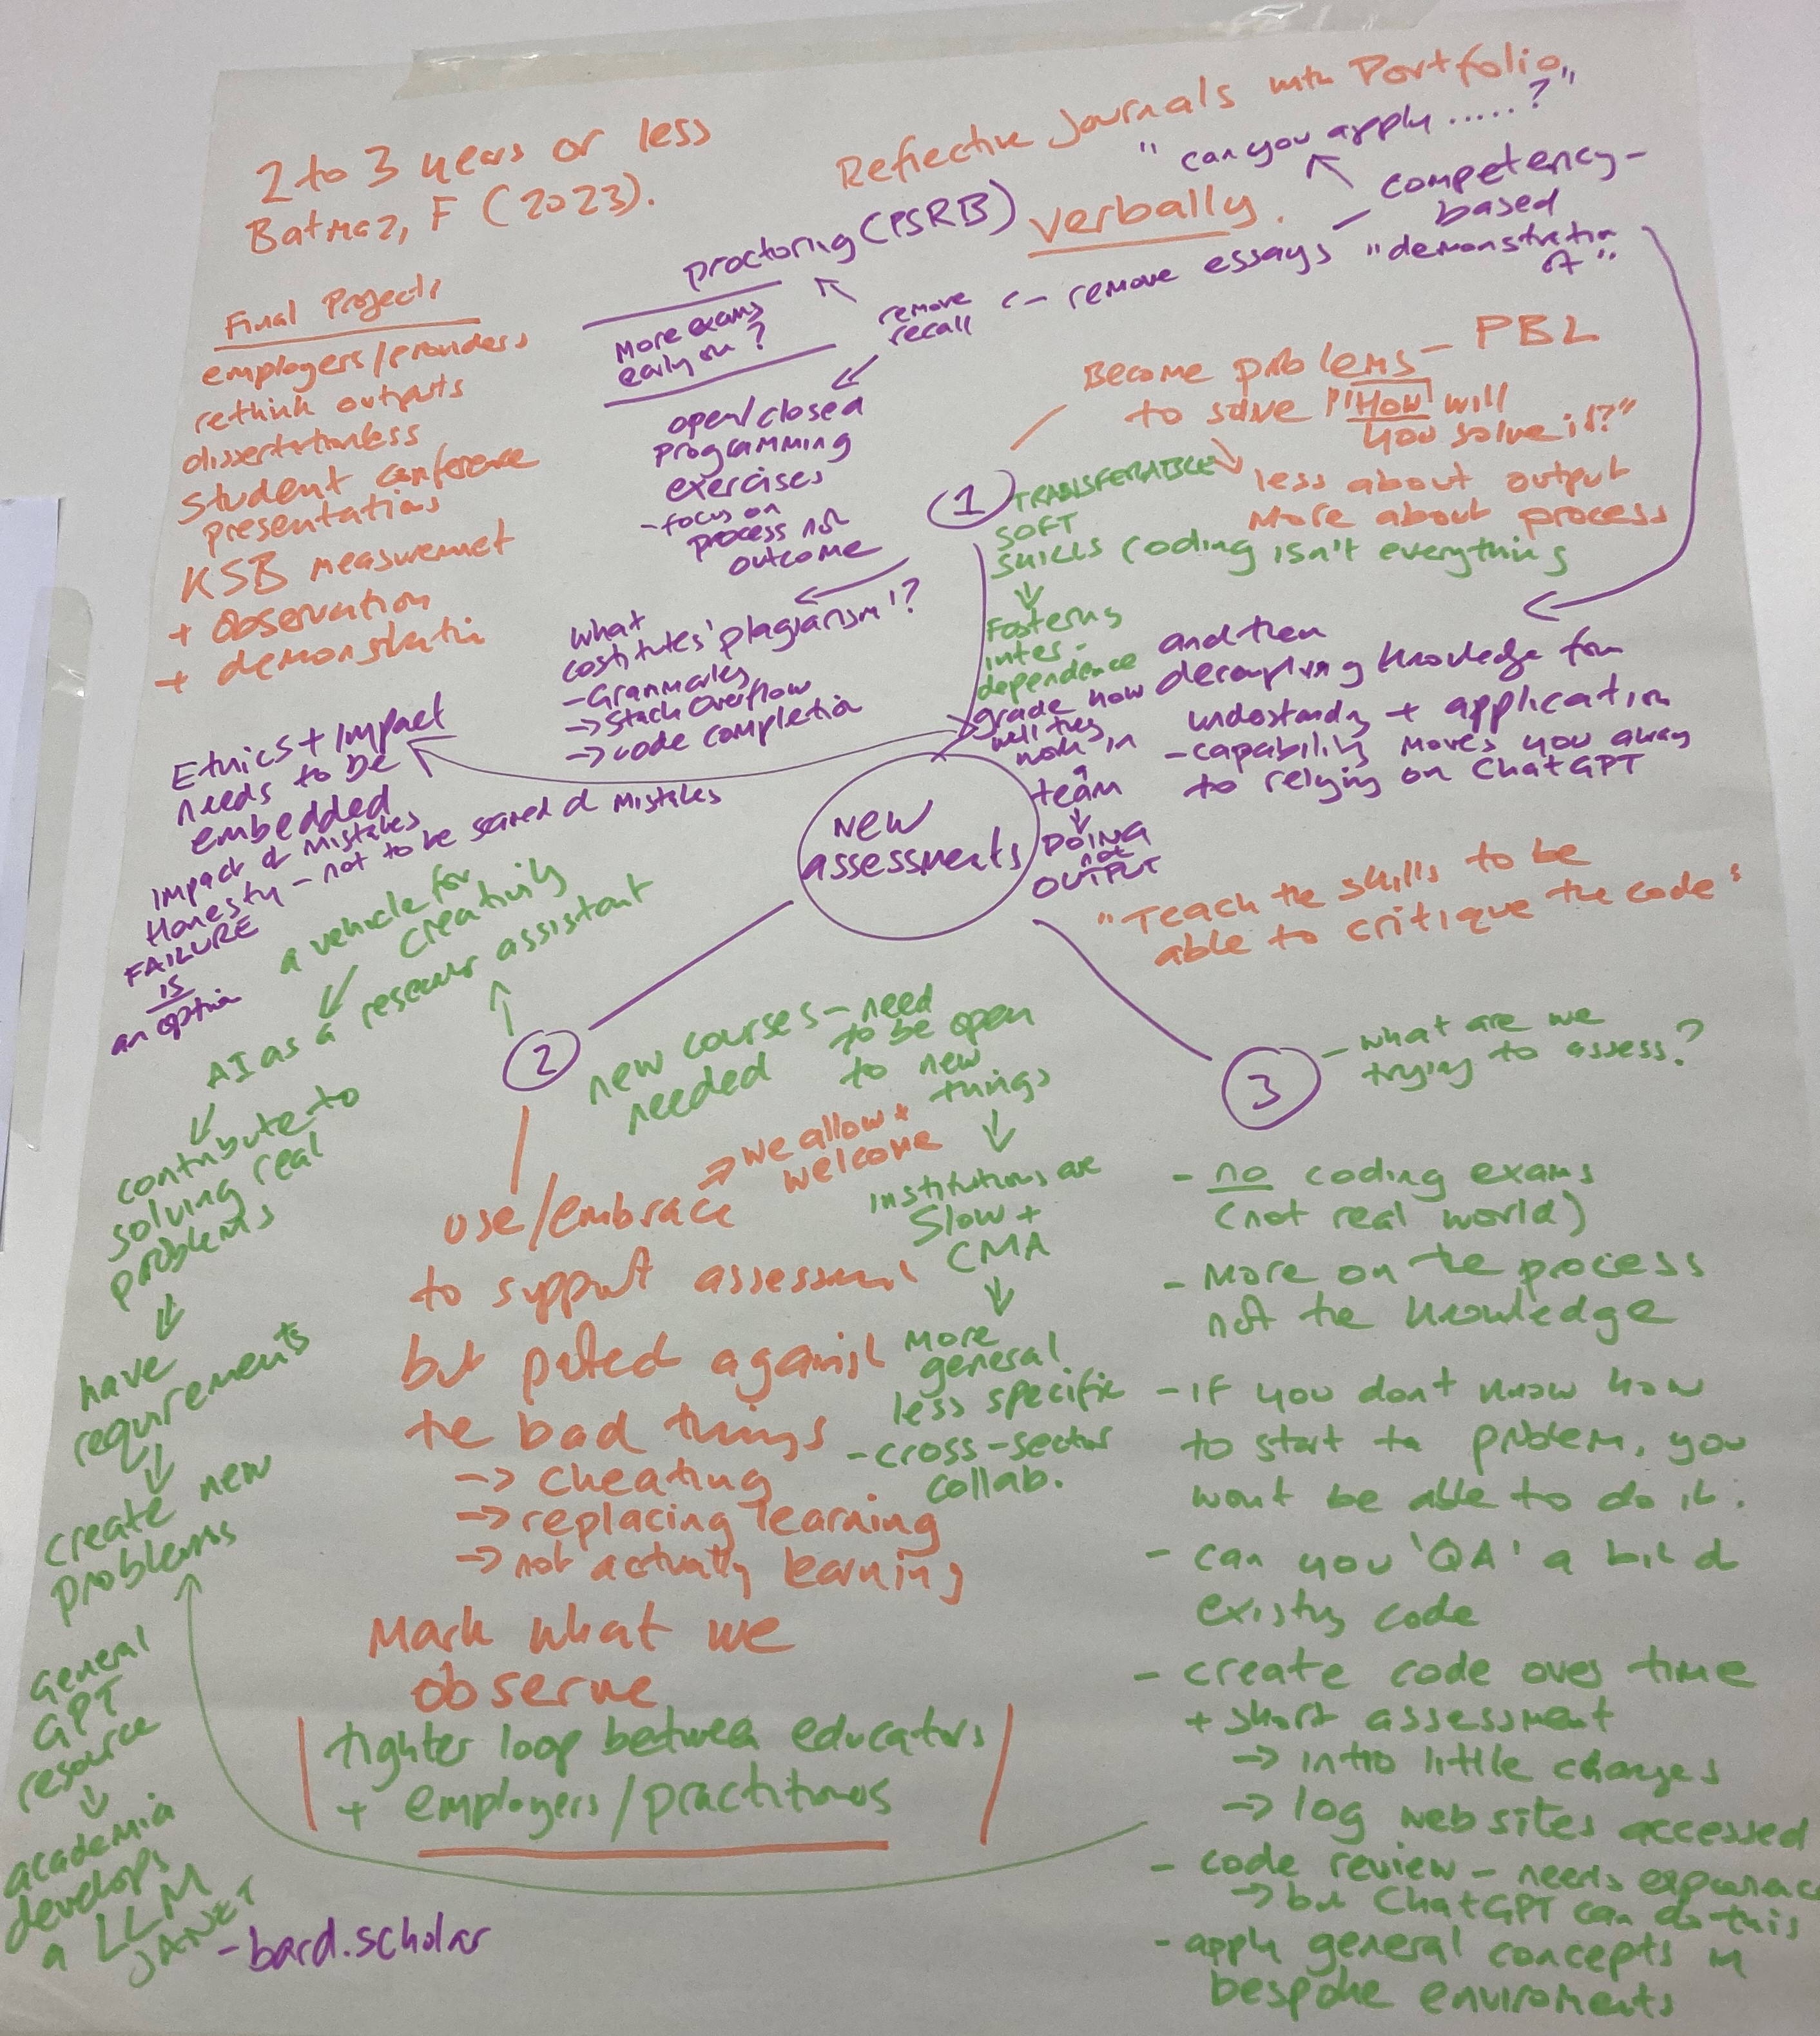 2 to 3 years or less
Batmaz, F (2023).
Reflective Journals with Portfolio
verbally.
"can you apply .....?"
competency-
based
"demonstration
of"
remove essays
remove
recall
proctoring (PSRB)
More exams
early on?
open/closed
programming
exercises
- focus on
process not
outcome
Final Projects
employers/providers
rethink outputs
dissertationless
student conference
presentations
KSB measurement
+ observation
+ demonstration
Become problems - PBL
to solve "How will
you solve it?"
less about output
More about process
1
TRANSFERABLE
SOFT
SKILLS coding isn't everything
Fostering
inter-
dependence
grade how
well they
work in
a
team
DOING
not
OUTPUT
and then
decoupling knowledge from
understanding + application
- capability moves you away
to relying on ChatGPT
what
costitutes 'plagiarism'?
- Grammarley
-> Stack Overflow
-> code completion
Ethics + Impact
needs to be
embedded
impact of mistakes
Honesty - not to be scared of mistakes
FAILURE
is
an option
new
assessments
"Teach the skills to be
able to critique the code"
2
a vehicle for
creativity
AI as a research assistant
contribute to
solving real
problems
have
requirements
create new
problems
general
GPT
resource
academia
develops
a LLM
JANET
- bard.scholar
new courses - need
needed to be open
to new
things
institutions are
slow +
CMA
more
general
less specific
- cross-sector
collab.
=> we allow +
welcome
use/embrace
to support assessment
but pitted against
the bad things
-> cheating
-> replacing learning
-> not actually learning
Mark what we
observe
tighter loop between educators
+ employers/practitioners
3
- what are we
trying to assess?
- no coding exams
(not real world)
- more on the process
not the knowledge
- if you don't know how
to start the problem, you
wont be able to do it.
- can you 'QA' a bit of
existing code
- create code over time
+ short assessment
-> intro little changes
-> log web sites accessed
- code review - needs experience
-> but ChatGPT can do this
- apply general concepts in
bespoke enviroments